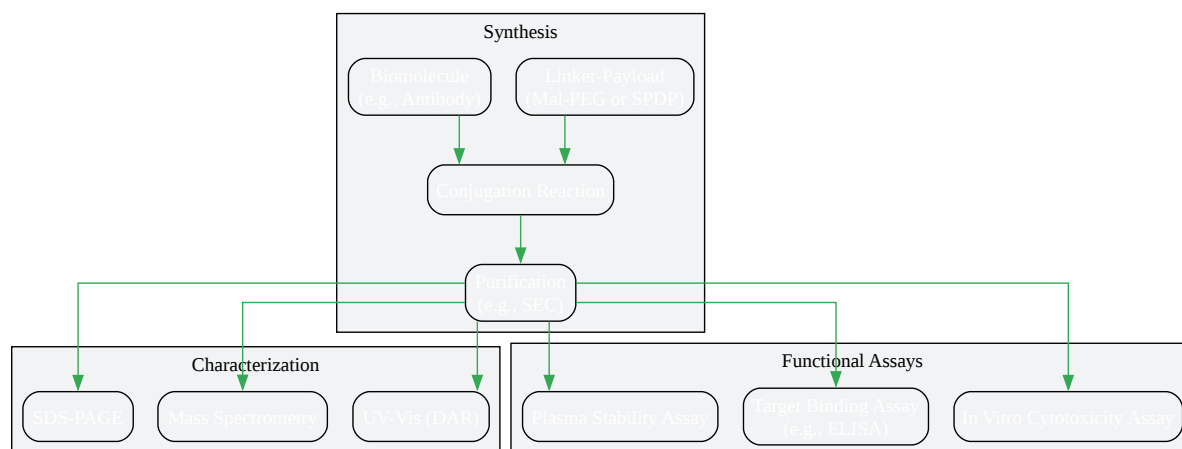 Synthesis
Biomolecule
(e.g., Antibody)
Linker-Payload
(Mal-PEG or SPDP)
Conjugation Reaction
Purification
(e.g., SEC)
Characterization
SDS-PAGE
Mass Spectrometry
UV-Vis (DAR)
Functional Assays
Plasma Stability Assay
Target Binding Assay
(e.g., ELISA)
In Vitro Cytotoxicity Assay